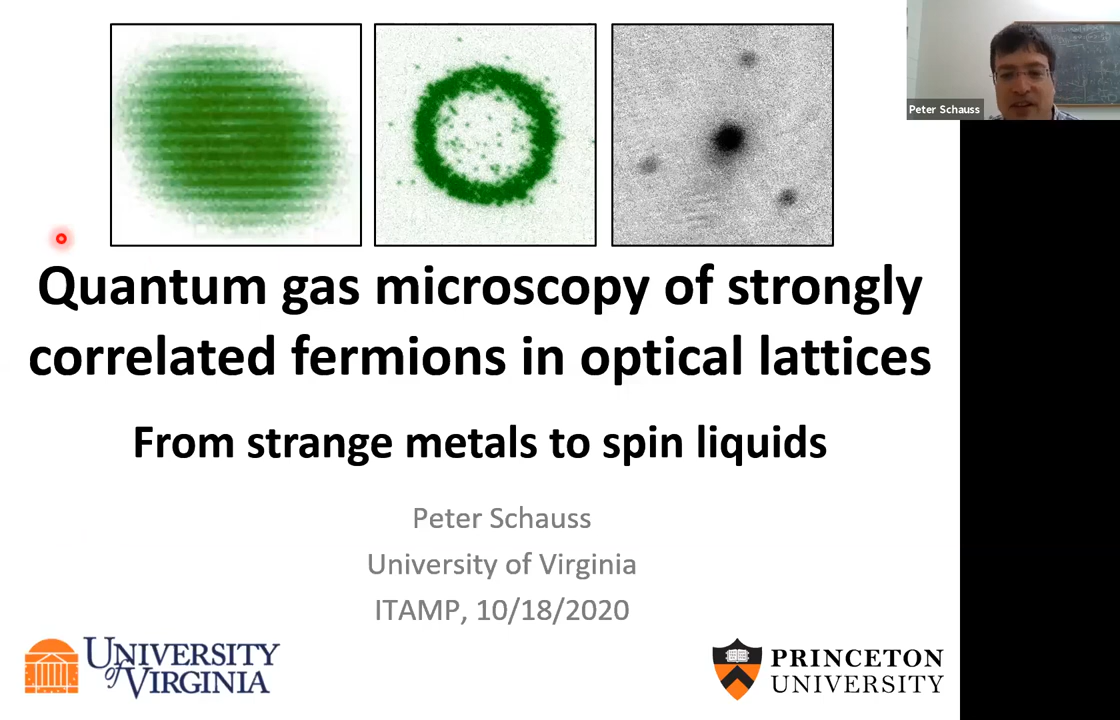 Peter Schauss
Quantum gas microscopy of strongly
correlated fermions in optical lattices
From strange metals to spin liquids
Peter Schauss
University of Virginia
ITAMP, 10/18/2020
UNIVERSITY
of VIRGINIA
PRINCETON
UNIVERSITY